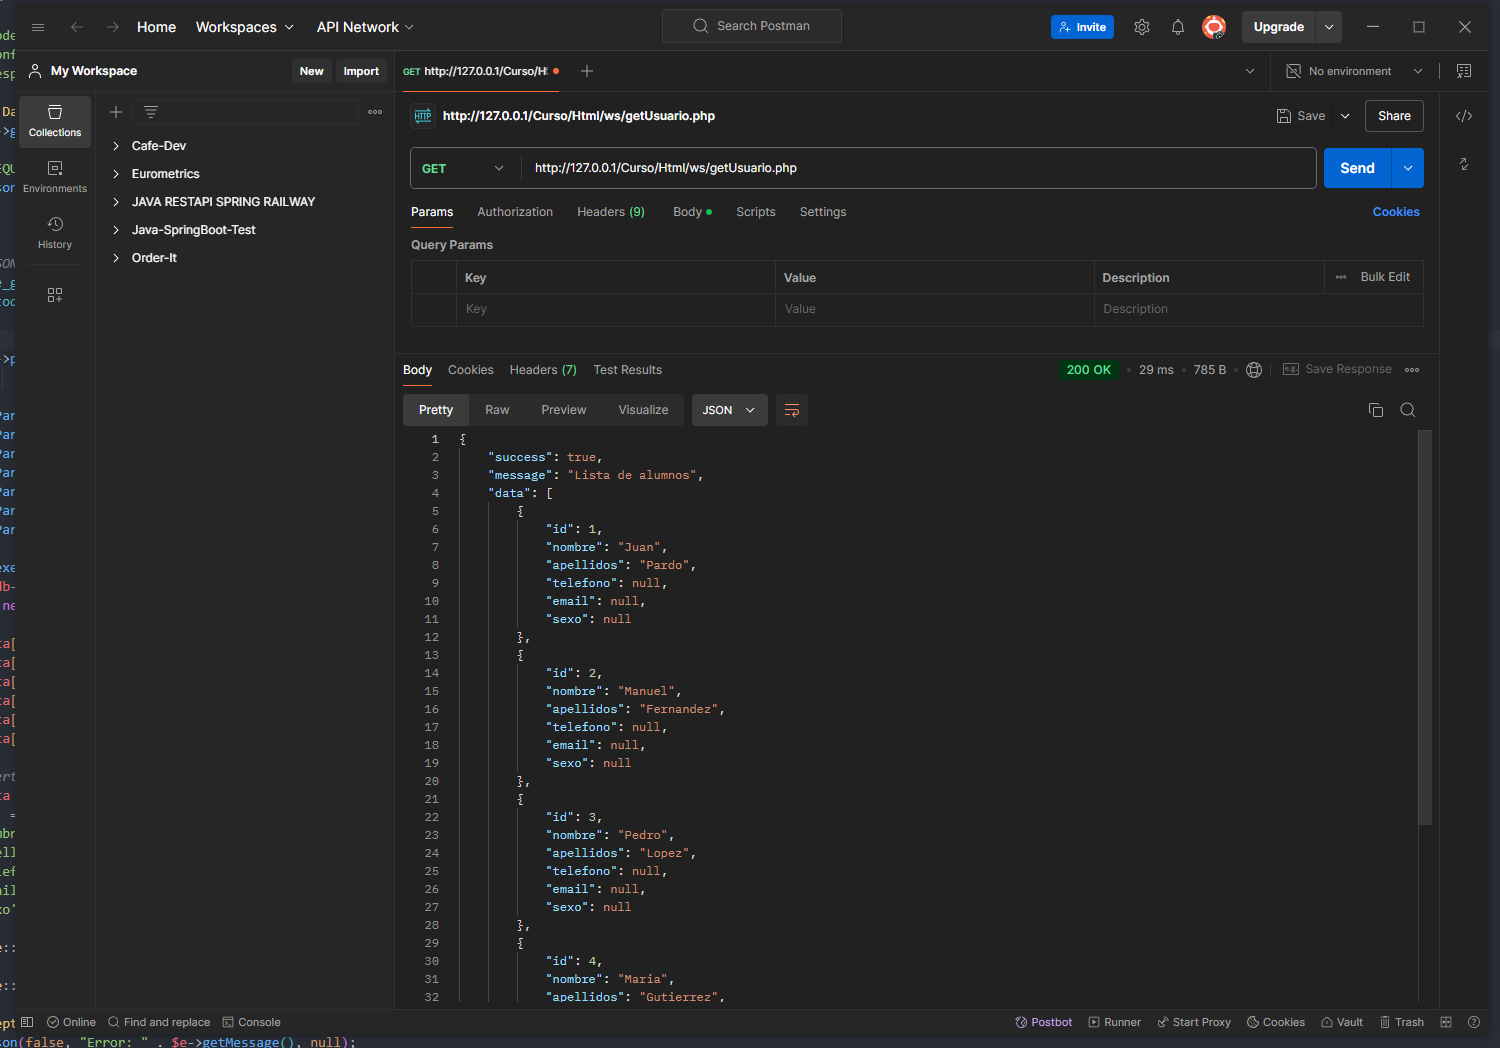 Home Workspaces API Network Search Postman Invite Upgrade
My Workspace New Import GET http://127.0.0.1/Curso/H No environment
Collections
Environments
History
Cafe-Dev
Eurometrics
JAVA RESTAPI SPRING RAILWAY
Java-SpringBoot-Test
Order-It
HTTP http://127.0.0.1/Curso/Html/ws/getUsuario.php Save Share
GET http://127.0.0.1/Curso/Html/ws/getUsuario.php Send
Params Authorization Headers (9) Body Scripts Settings Cookies
Query Params
Key Value Description Bulk Edit
Key Value Description
Body Cookies Headers (7) Test Results 200 OK 29 ms 785 B e.g. Save Response
Pretty Raw Preview Visualize JSON
1 {
2 "success": true,
3 "message": "Lista de alumnos",
4 "data": [
5 {
6 "id": 1,
7 "nombre": "Juan",
8 "apellidos": "Pardo",
9 "telefono": null,
10 "email": null,
11 "sexo": null
12 },
13 {
14 "id": 2,
15 "nombre": "Manuel",
16 "apellidos": "Fernandez",
17 "telefono": null,
18 "email": null,
19 "sexo": null
20 },
21 {
22 "id": 3,
23 "nombre": "Pedro",
24 "apellidos": "Lopez",
25 "telefono": null,
26 "email": null,
27 "sexo": null
28 },
29 {
30 "id": 4,
31 "nombre": "Maria",
32 "apellidos": "Gutierrez",
Online Find and replace Console Postbot Runner Start Proxy Cookies Vault Trash
son(false, "Error: " . $e->getMessage(), null);